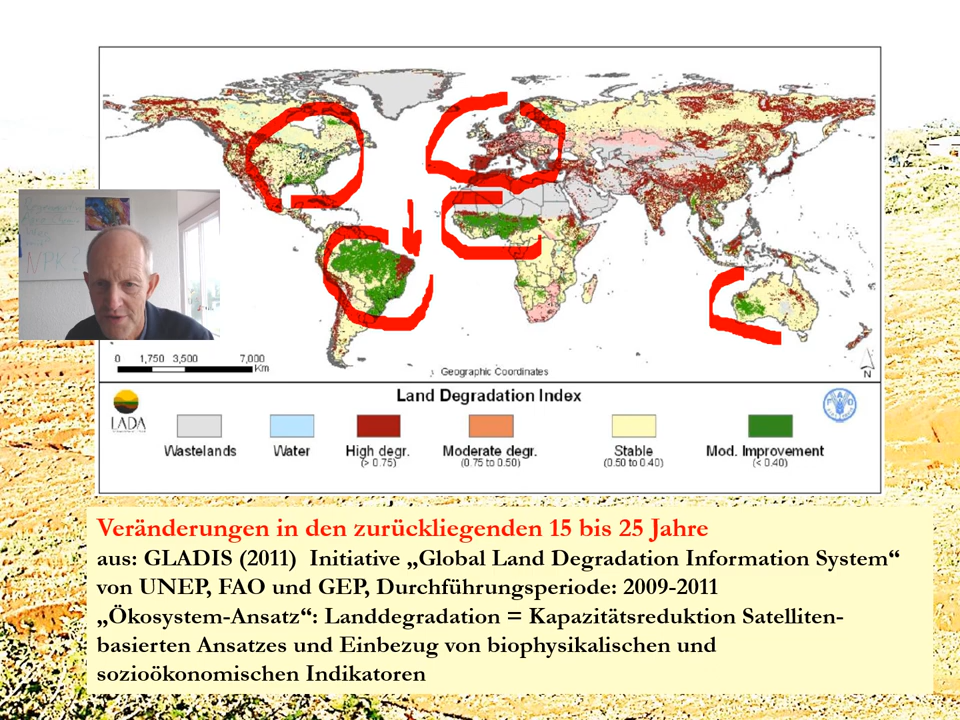 NPK?
0 1,750 3,500 7,000
Km
Geographic Coordinates
N
Land Degradation Index
LADA
FAO
Wastelands
Water
High degr.
(> 0.75)
Moderate degr.
(0.75 to 0.50)
Stable
(0.50 to 0.40)
Mod. Improvement
(< 0.40)
Veränderungen in den zurückliegenden 15 bis 25 Jahre
aus: GLADIS (2011) Initiative „Global Land Degradation Information System“
von UNEP, FAO und GEP, Durchführungsperiode: 2009-2011
„Ökosystem-Ansatz“: Landdegradation = Kapazitätsreduktion Satelliten-
basierten Ansatzes und Einbezug von biophysikalischen und
sozioökonomischen Indikatoren